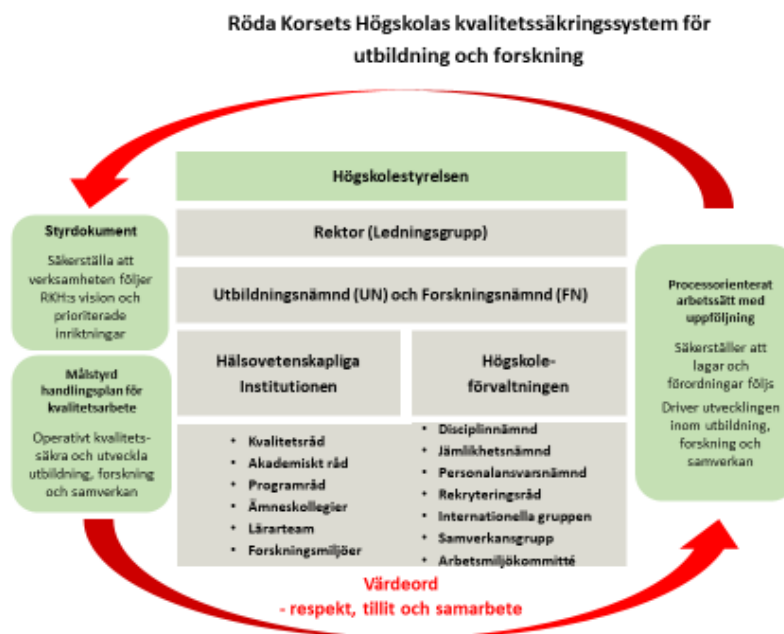 Röda Korsets Högskolas kvalitetssäkringssystem för
utbildning och forskning
Högskolestyrelsen
Rektor (Ledningsgrupp)
Utbildningsnämnd (UN) och Forskningsnämnd (FN)
Styrdokument
Säkerställa att
verksamheten följer
RKH:s vision och
prioriterade
inriktningar
Målstyrd
handlingsplan för
kvalitetsarbete
Operativt kvalitets-
säkra och utveckla
utbildning, forskning
och samverkan
Hälsovetenskapliga
Institutionen
• Kvalitetsråd
• Akademiskt råd
• Programråd
• Ämneskollegier
• Lärarteam
• Forskningsmiljöer
Högskole-
förvaltningen
• Disciplinnämnd
• Jämlikhetsnämnd
• Personalansvarsnämnd
• Rekryteringsråd
• Internationella gruppen
• Samverkansgrupp
• Arbetsmiljökommitté
Processorienterat
arbetssätt med
uppföljning
Säkerställer att
lagar och
förordningar följs
Driver utvecklingen
inom utbildning,
forskning och
samverkan
Värdeord
- respekt, tillit och samarbete